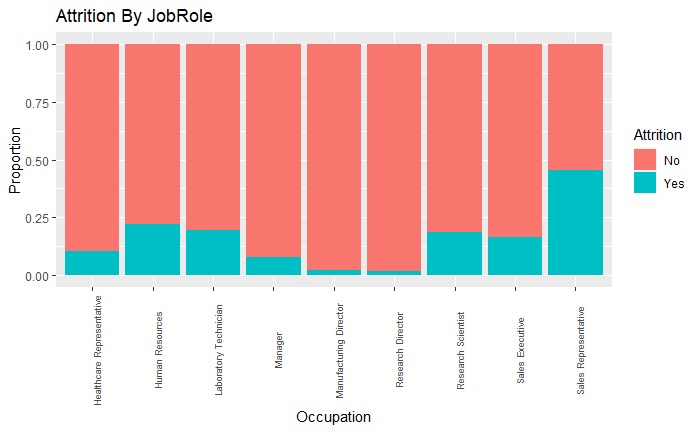 Attrition By JobRole
Proportion
1.00
0.75
0.50
0.25
0.00
Healthcare Representative
Human Resources
Laboratory Technician
Manager
Manufacturing Director
Research Director
Research Scientist
Sales Executive
Sales Representative
Occupation
Attrition
No
Yes